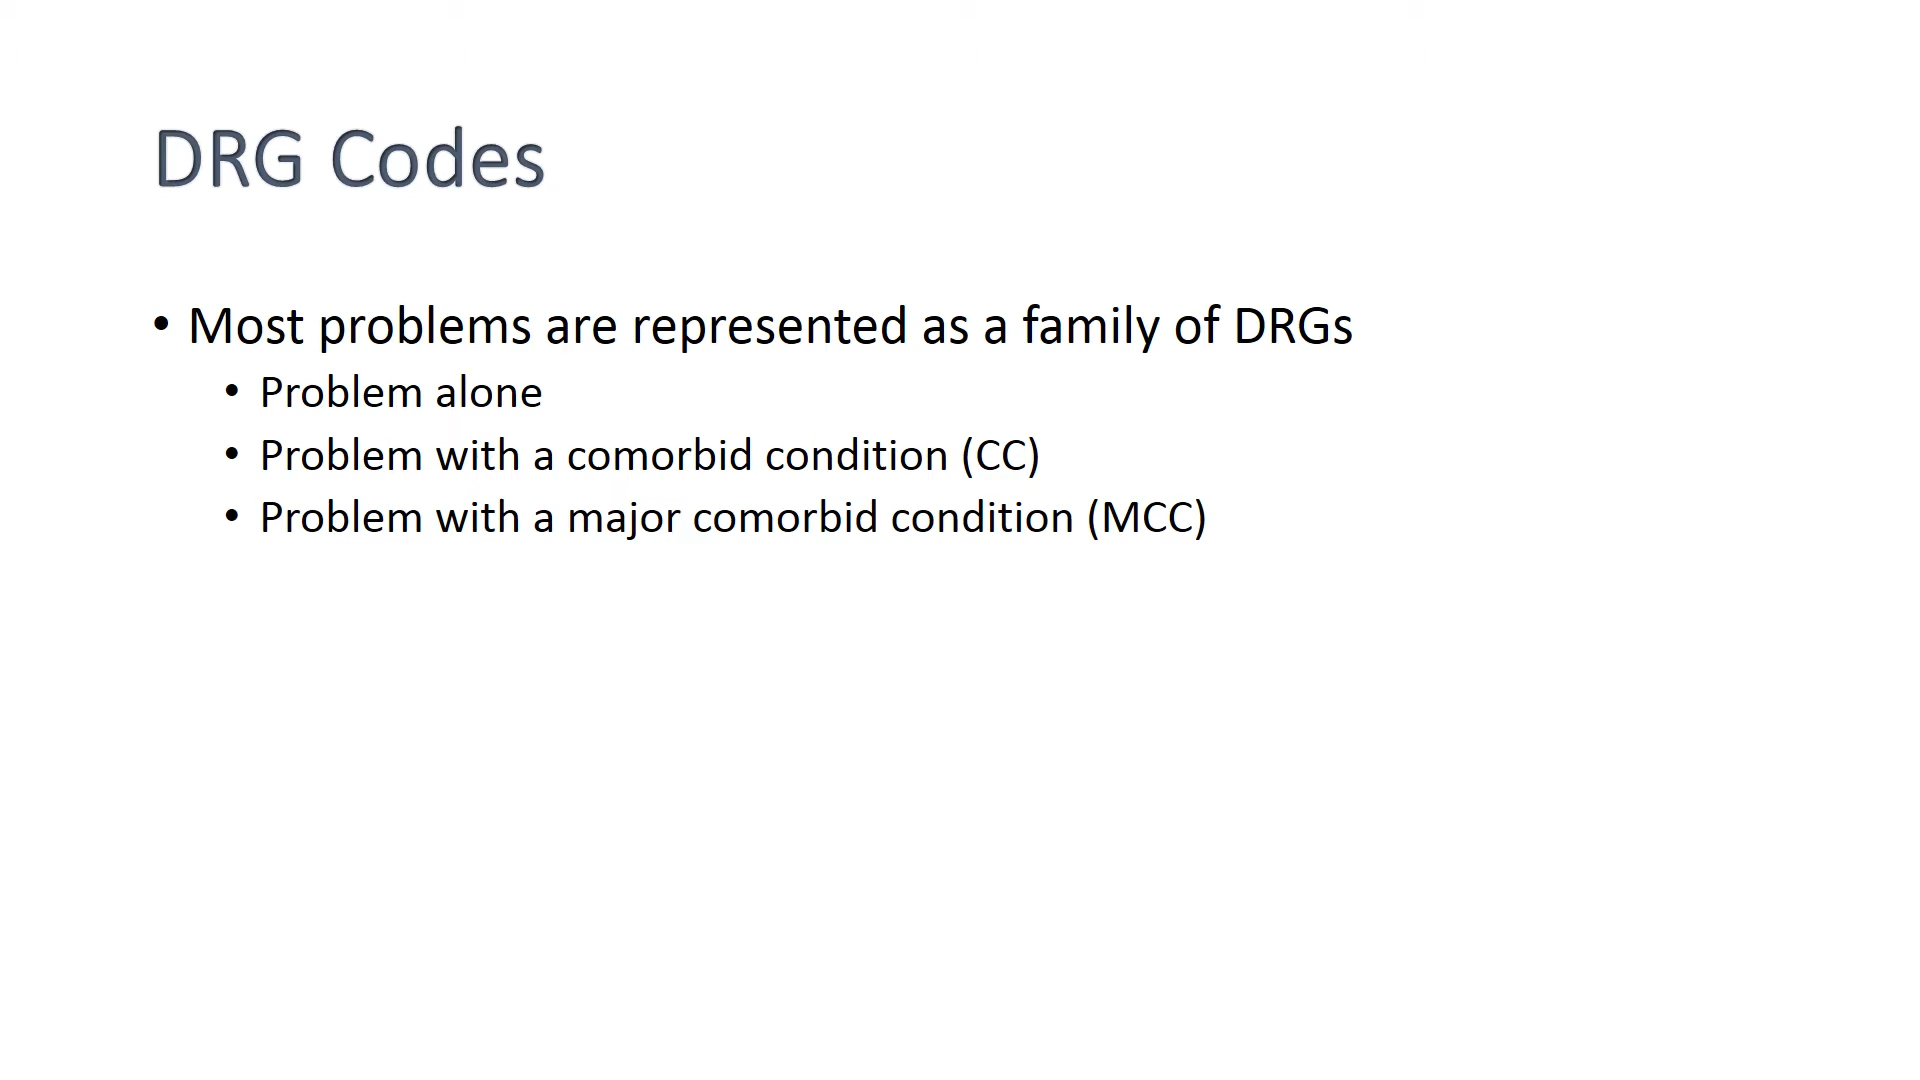 DRG Codes
• Most problems are represented as a family of DRGs
• Problem alone
• Problem with a comorbid condition (CC)
• Problem with a major comorbid condition (MCC)